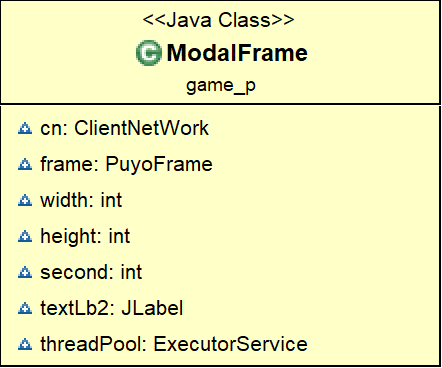 <<Java Class>>
C ModalFrame
game_p
cn: ClientNetWork
frame: PuyoFrame
width: int
height: int
second: int
textLb2: JLabel
threadPool: ExecutorService